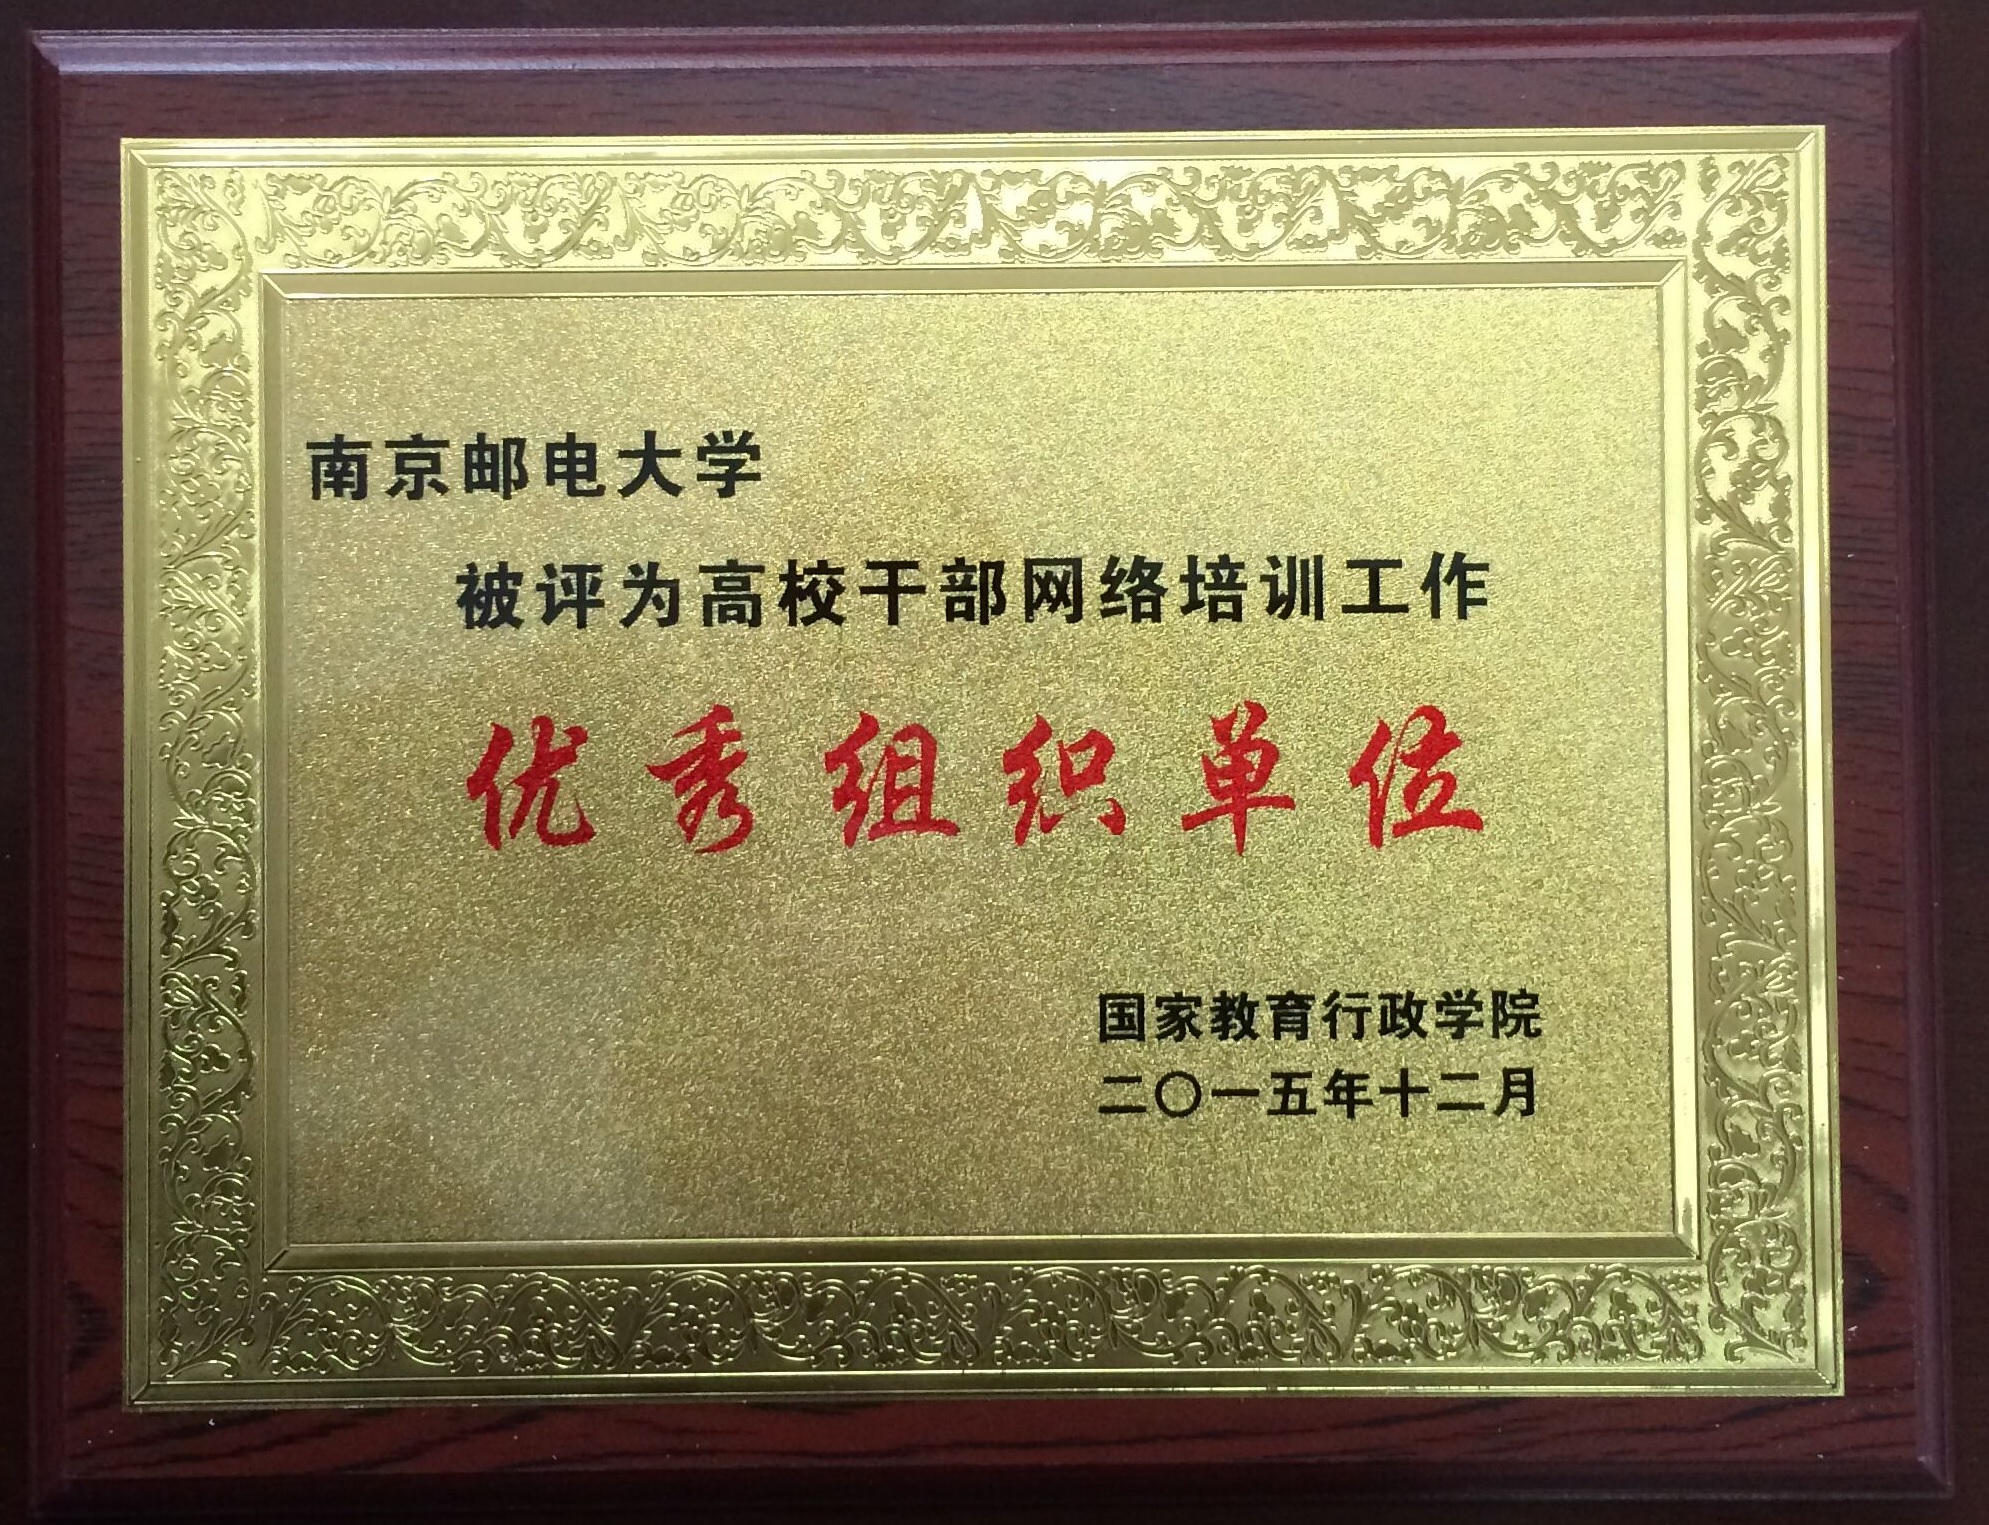 南京邮电大学
被评为高校干部网络培训工作
优秀组织单位
国家教育行政学院
二〇一五年十二月